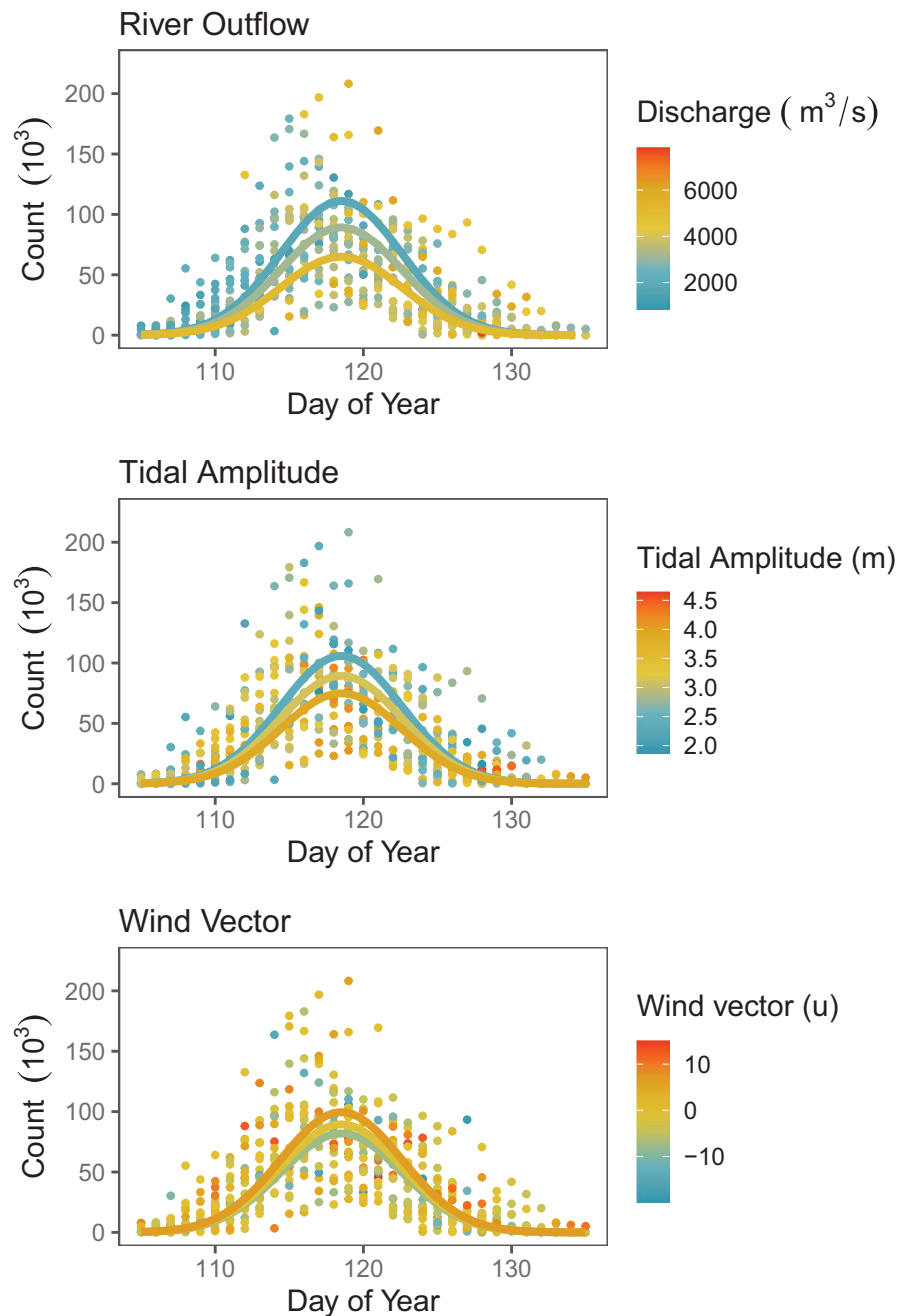 River Outflow
200
150
100
50
0
Count (10³)
110 120 130
Day of Year
Discharge ( m³/s)
6000
4000
2000
Tidal Amplitude
200
150
100
50
0
Count (10³)
110 120 130
Day of Year
Tidal Amplitude (m)
4.5
4.0
3.5
3.0
2.5
2.0
Wind Vector
200
150
100
50
0
Count (10³)
110 120 130
Day of Year
Wind vector (u)
10
0
−10